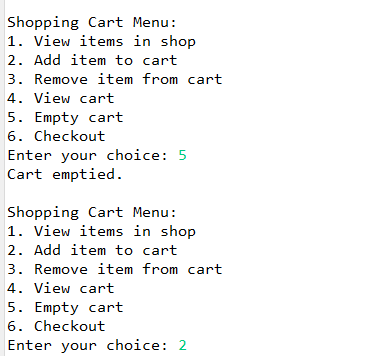 Shopping Cart Menu:
1. View items in shop
2. Add item to cart
3. Remove item from cart
4. View cart
5. Empty cart
6. Checkout
Enter your choice: 5
Cart emptied.
Shopping Cart Menu:
1. View items in shop
2. Add item to cart
3. Remove item from cart
4. View cart
5. Empty cart
6. Checkout
Enter your choice: 2